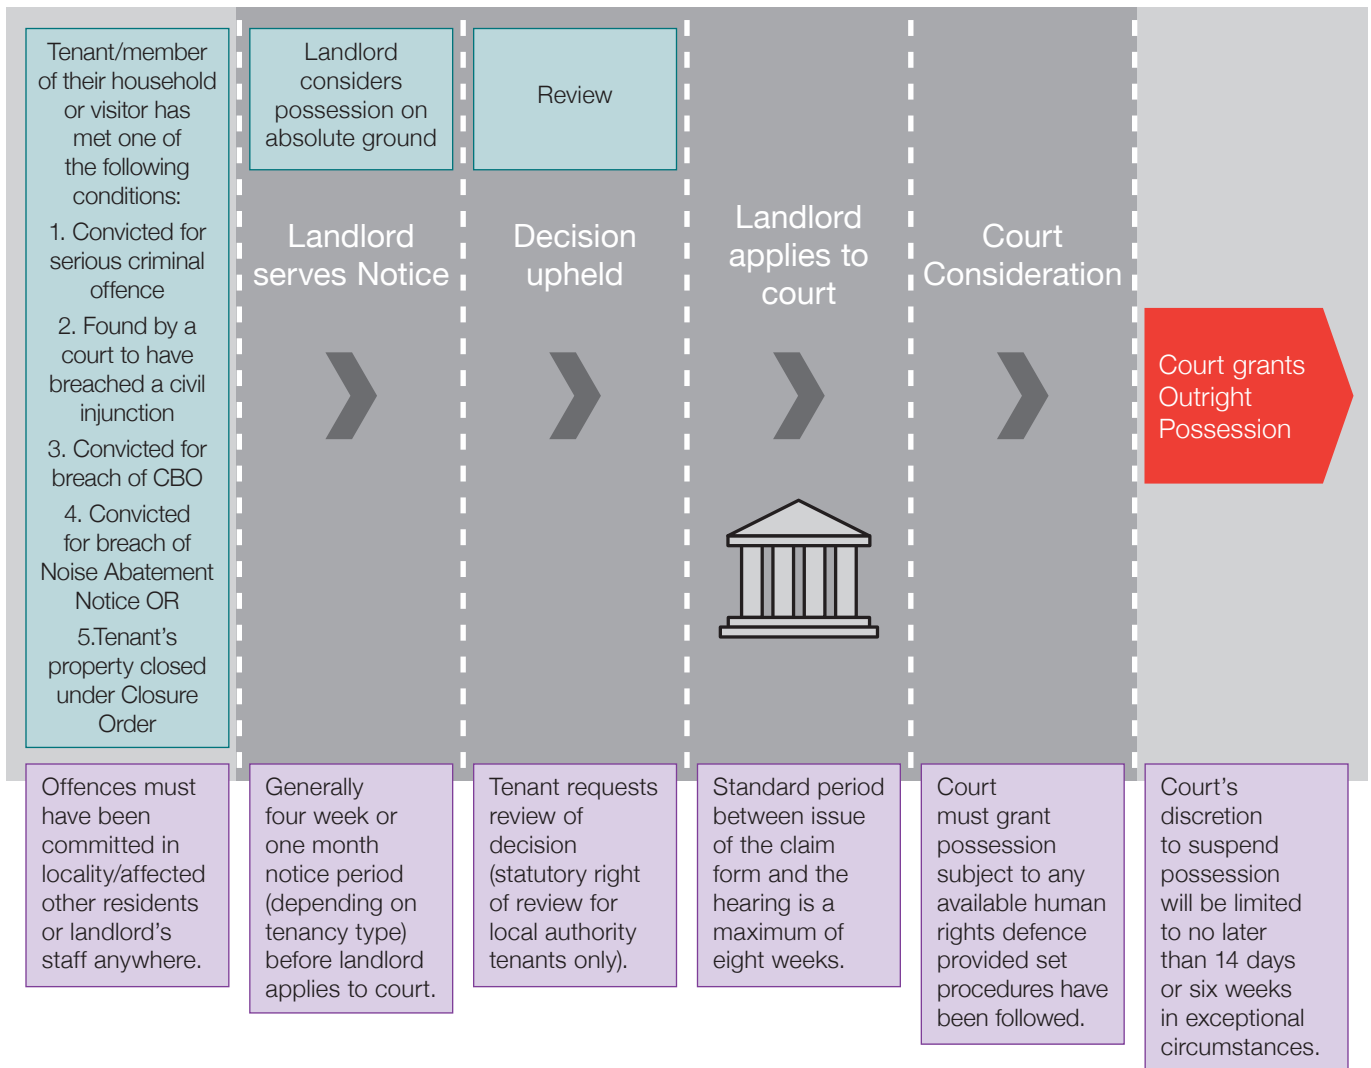 Tenant/member
of their household
or visitor has
met one of
the following
conditions:
1. Convicted for
serious criminal
offence
2. Found by a
court to have
breached a civil
injunction
3. Convicted for
breach of CBO
4. Convicted
for breach of
Noise Abatement
Notice OR
5.Tenant’s
property closed
under Closure
Order
Offences must
have been
committed in
locality/affected
other residents
or landlord’s
staff anywhere.
Landlord
considers
possession on
absolute ground
Landlord
serves Notice
Generally
four week or
one month
notice period
(depending on
tenancy type)
before landlord
applies to court.
Review
Decision
upheld
Tenant requests
review of
decision
(statutory right
of review for
local authority
tenants only).
Landlord
applies to
court
Standard period
between issue
of the claim
form and the
hearing is a
maximum of
eight weeks.
Court
Consideration
Court
must grant
possession
subject to any
available human
rights defence
provided set
procedures have
been followed.
Court grants
Outright
Possession
Court’s
discretion
to suspend
possession
will be limited
to no later
than 14 days
or six weeks
in exceptional
circumstances.